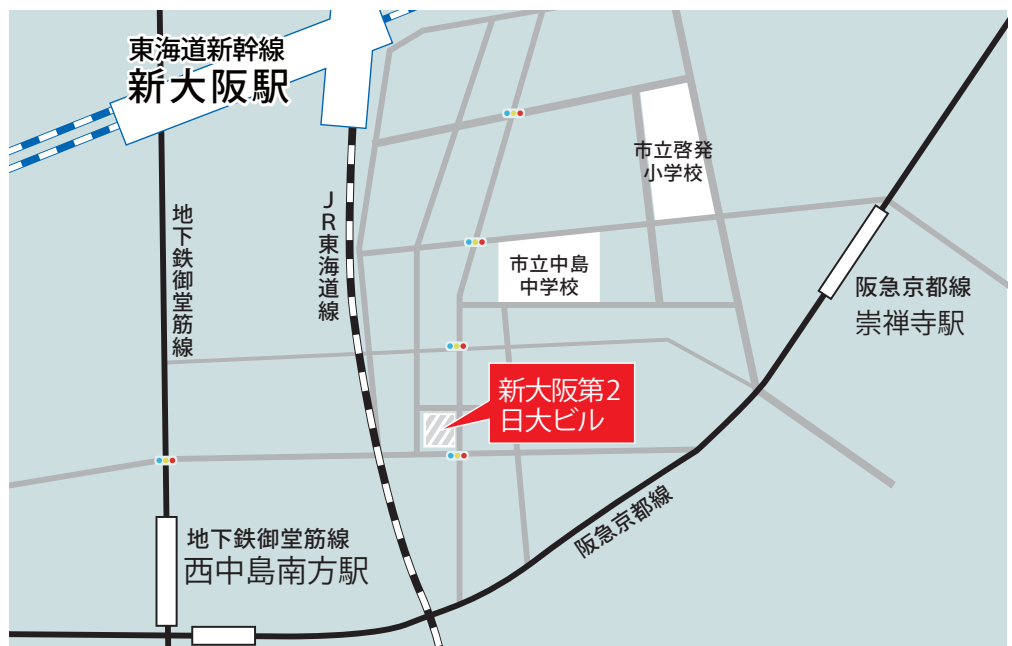 東海道新幹線
新大阪駅
市立啓発
小学校
地下鉄御堂筋線
JR東海道線
市立中島
中学校
阪急京都線
崇禅寺駅
新大阪第2
日大ビル
阪急京都線
地下鉄御堂筋線
西中島南方駅